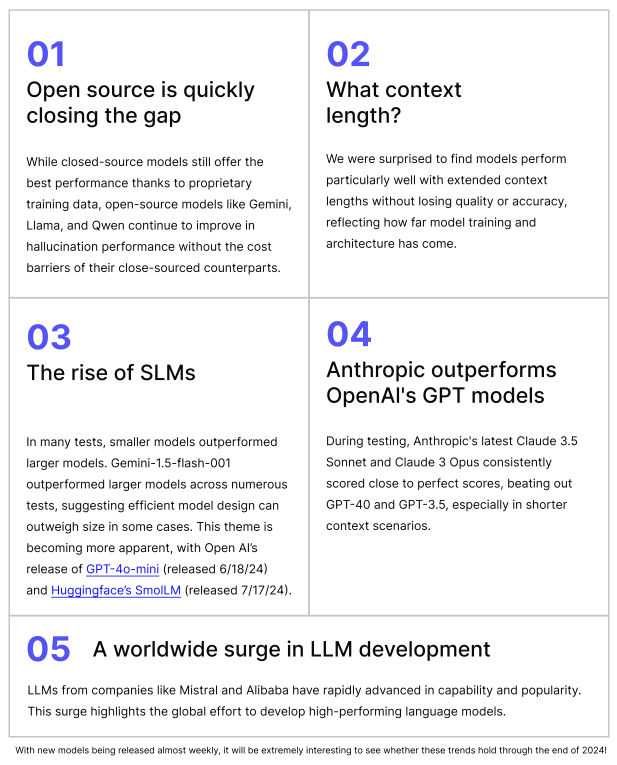 01
Open source is quickly
closing the gap
While closed-source models still offer the
best performance thanks to proprietary
training data, open-source models like Gemini,
Llama, and Qwen continue to improve in
hallucination performance without the cost
barriers of their close-sourced counterparts.
02
What context
length?
We were surprised to find models perform
particularly well with extended context
lengths without losing quality or accuracy,
reflecting how far model training and
architecture has come.
03
The rise of SLMs
In many tests, smaller models outperformed
larger models. Gemini-1.5-flash-001
outperformed larger models across numerous
tests, suggesting efficient model design can
outweigh size in some cases. This theme is
becoming more apparent, with Open AI's
release of GPT-4o-mini (released 6/18/24)
and Huggingface's SmolLM (released 7/17/24).
04
Anthropic outperforms
OpenAI's GPT models
During testing, Anthropic's latest Claude 3.5
Sonnet and Claude 3 Opus consistently
scored close to perfect scores, beating out
GPT-40 and GPT-3.5, especially in shorter
context scenarios.
05 A worldwide surge in LLM development
LLMs from companies like Mistral and Alibaba have rapidly advanced in capability and popularity.
This surge highlights the global effort to develop high-performing language models.
With new models being released almost weekly, it will be extremely interesting to see whether these trends hold through the end of 2024!